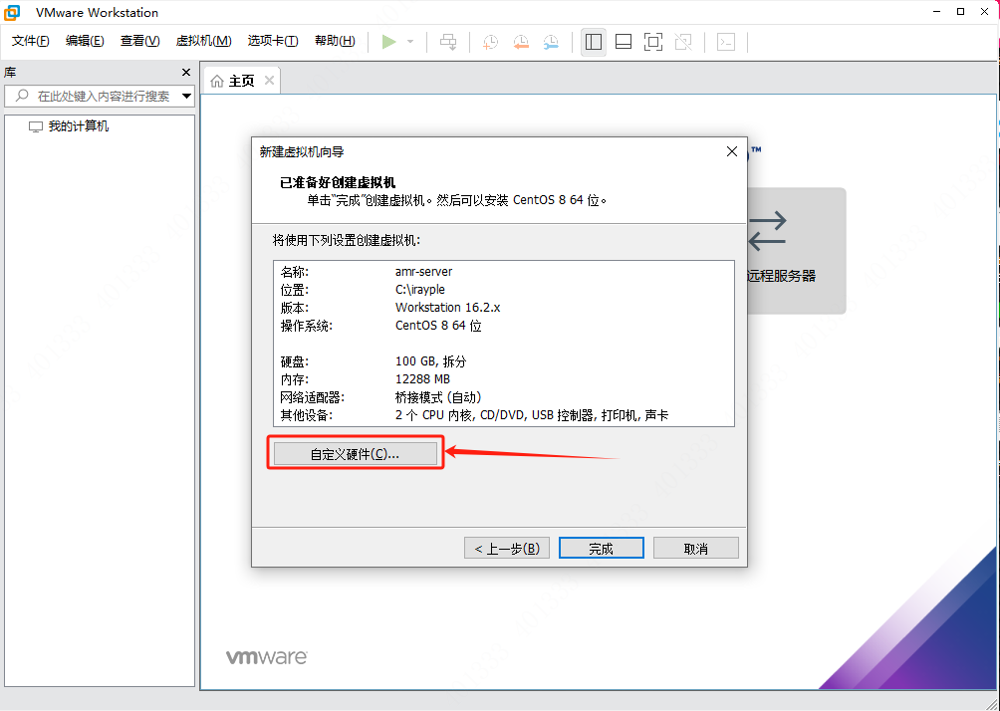 VMware Workstation
文件(F) 编辑(E) 查看(V) 虚拟机(M) 选项卡(T) 帮助(H)
库
在此处键入内容进行搜索
我的计算机
主页
™
远程服务器
新建虚拟机向导
已准备好创建虚拟机
单击"完成"创建虚拟机。然后可以安装 CentOS 8 64 位。
将使用下列设置创建虚拟机:
名称: amr-server
位置: C:\irayple
版本: Workstation 16.2.x
操作系统: CentOS 8 64 位
硬盘: 100 GB, 拆分
内存: 12288 MB
网络适配器: 桥接模式 (自动)
其他设备: 2 个 CPU 内核, CD/DVD, USB 控制器, 打印机, 声卡
自定义硬件(C)...
< 上一步(B) 完成 取消
vmware